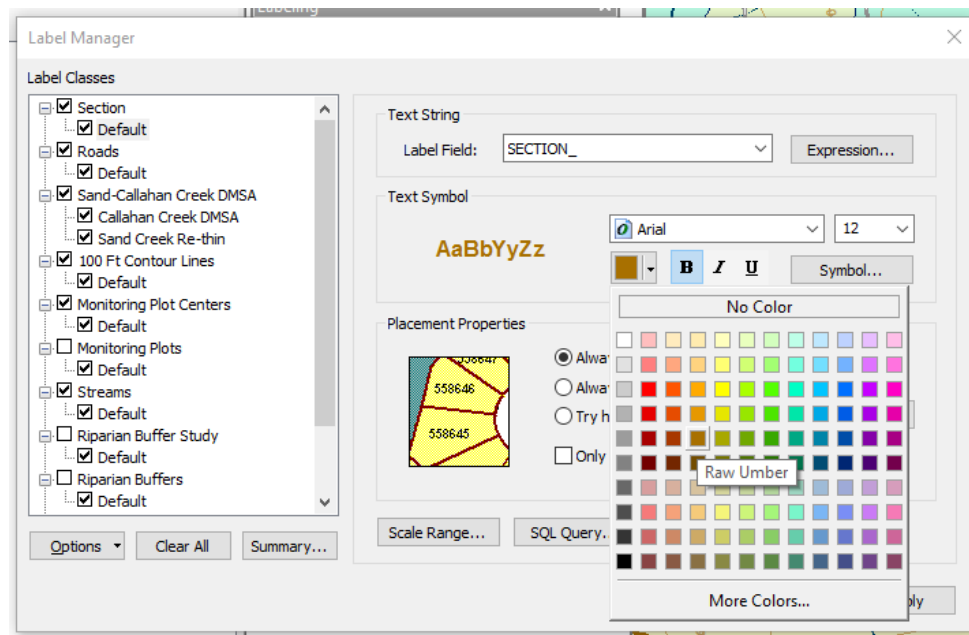 Labeling
Label Manager
Label Classes
Section
Default
Roads
Default
Sand-Callahan Creek DMSA
Callahan Creek DMSA
Sand Creek Re-thin
100 Ft Contour Lines
Default
Monitoring Plot Centers
Default
Monitoring Plots
Default
Streams
Default
Riparian Buffer Study
Default
Riparian Buffers
Default
Options
Clear All
Summary...
Text String
Label Field:
SECTION_
Expression...
Text Symbol
AaBbYyZz
Arial
12
B I U
Symbol...
No Color
Raw Umber
More Colors...
Placement Properties
558647
558646
558645
Alwa
Alwa
Try h
Only
Scale Range...
SQL Query.
ly